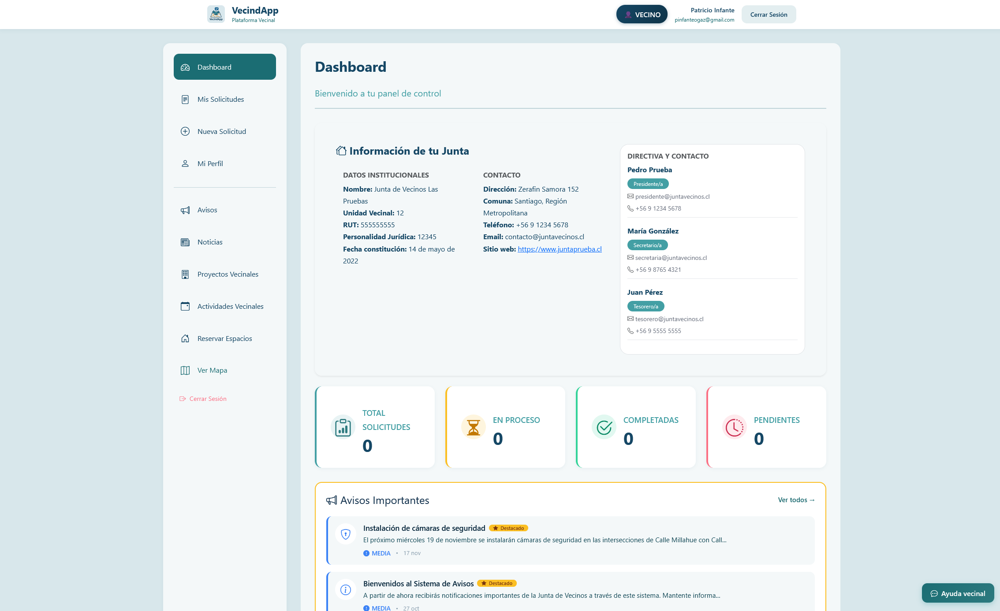 VecindApp
Plataforma Vecinal
VecindApp
VECINO
Patricio Infante
pinfanteogaz@gmail.com
Cerrar Sesión
Dashboard
Mis Solicitudes
Nueva Solicitud
Mi Perfil
Avisos
Noticias
Proyectos Vecinales
Actividades Vecinales
Reservar Espacios
Ver Mapa
Cerrar Sesión
Dashboard
Bienvenido a tu panel de control
Información de tu Junta
DATOS INSTITUCIONALES
Nombre: Junta de Vecinos Las
Pruebas
Unidad Vecinal: 12
RUT: 555555555
Personalidad Jurídica: 12345
Fecha constitución: 14 de mayo de
2022
CONTACTO
Dirección: Zerafin Samora 152
Comuna: Santiago, Región
Metropolitana
Teléfono: +56 9 1234 5678
Email: contacto@juntavecinos.cl
Sitio web: https://www.juntaprueba.cl
DIRECTIVA Y CONTACTO
Pedro Prueba
Presidente/a
presidente@juntavecinos.cl
+56 9 1234 5678
María González
Secretario/a
secretaria@juntavecinos.cl
+56 9 8765 4321
Juan Pérez
Tesorero/a
tesorero@juntavecinos.cl
+56 9 5555 5555
TOTAL
SOLICITUDES
0
EN PROCESO
0
COMPLETADAS
0
PENDIENTES
0
Avisos Importantes
Ver todos →
Instalación de cámaras de seguridad
Destacado
El próximo miércoles 19 de noviembre se instalarán cámaras de seguridad en las intersecciones de Calle Millahue con Call...
MEDIA • 17 nov
Bienvenidos al Sistema de Avisos
Destacado
A partir de ahora recibirás notificaciones importantes de la Junta de Vecinos a través de este sistema. Mantente informa...
MEDIA • 27 oct
Ayuda vecinal